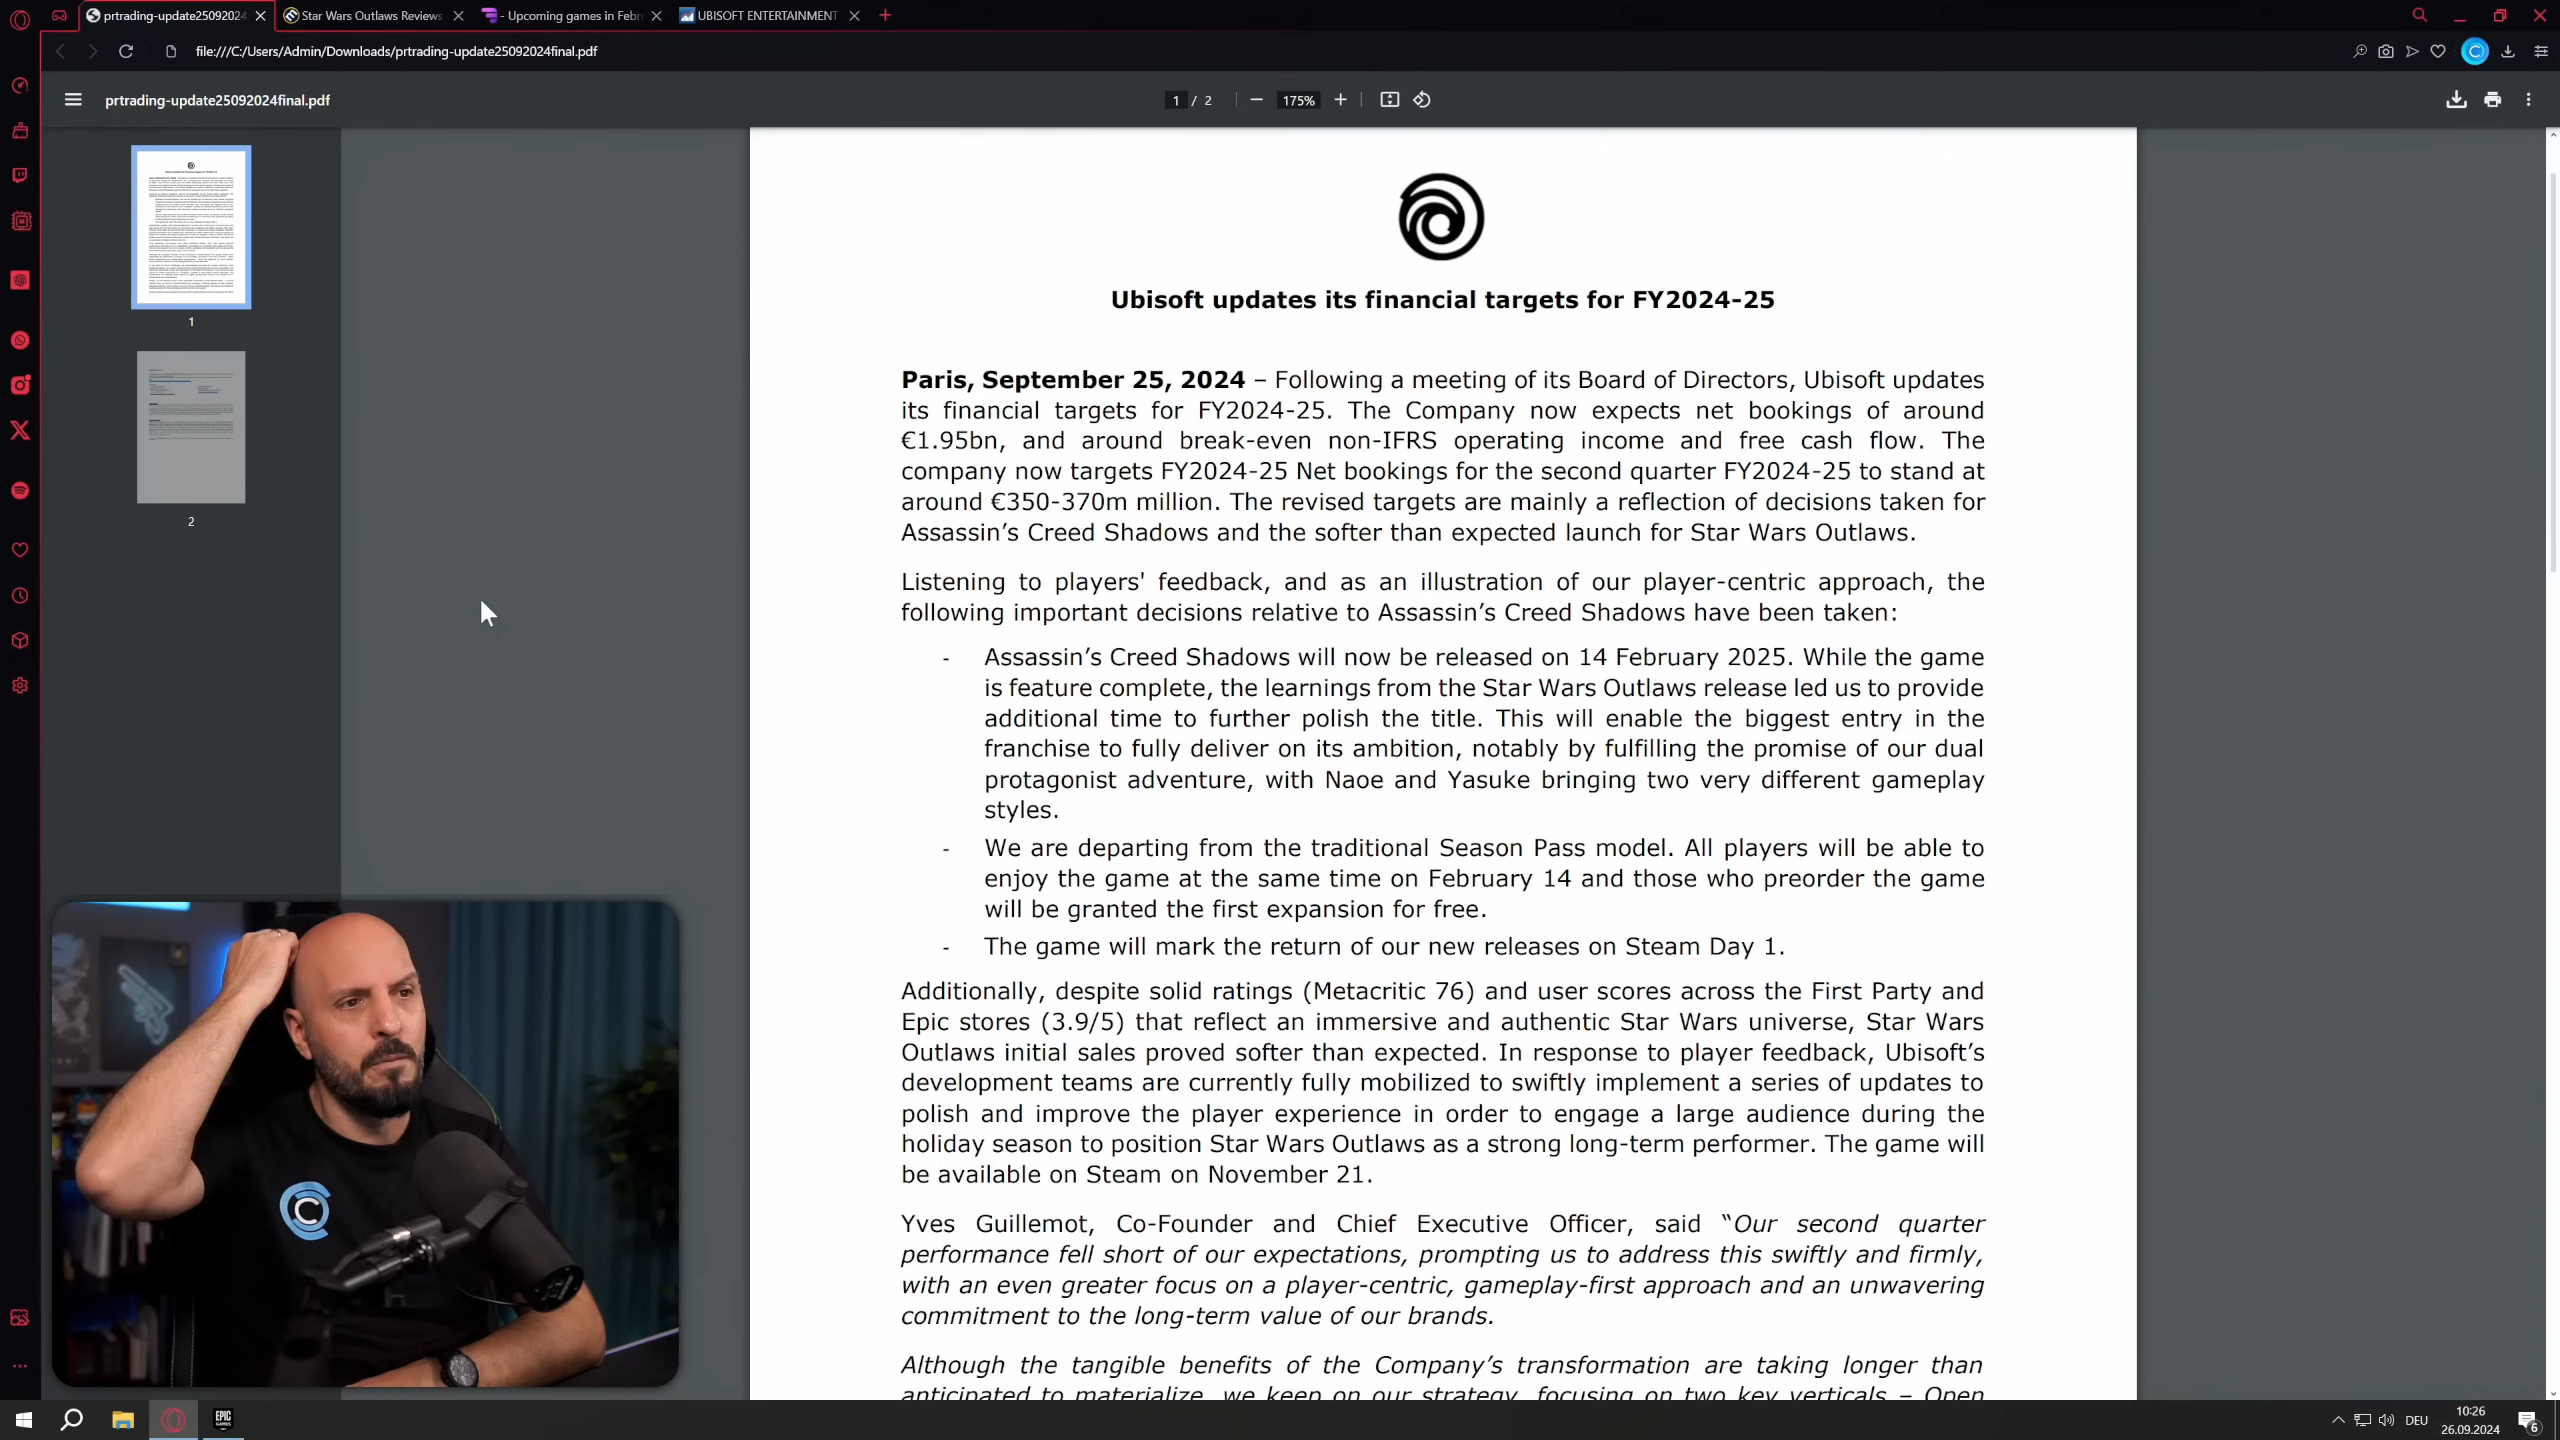 prtrading-update25092024
Star Wars Outlaws Reviews
- Upcoming games in Febr
UBISOFT ENTERTAINMENT
file:///C:/Users/Admin/Downloads/prtrading-update25092024final.pdf
prtrading-update25092024final.pdf
1 / 2
175%
1
2
Ubisoft updates its financial targets for FY2024-25
Paris, September 25, 2024 – Following a meeting of its Board of Directors, Ubisoft updates
its financial targets for FY2024-25. The Company now expects net bookings of around
€1.95bn, and around break-even non-IFRS operating income and free cash flow. The
company now targets FY2024-25 Net bookings for the second quarter FY2024-25 to stand at
around €350-370m million. The revised targets are mainly a reflection of decisions taken for
Assassin’s Creed Shadows and the softer than expected launch for Star Wars Outlaws.
Listening to players' feedback, and as an illustration of our player-centric approach, the
following important decisions relative to Assassin’s Creed Shadows have been taken:
- Assassin’s Creed Shadows will now be released on 14 February 2025. While the game
is feature complete, the learnings from the Star Wars Outlaws release led us to provide
additional time to further polish the title. This will enable the biggest entry in the
franchise to fully deliver on its ambition, notably by fulfilling the promise of our dual
protagonist adventure, with Naoe and Yasuke bringing two very different gameplay
styles.
- We are departing from the traditional Season Pass model. All players will be able to
enjoy the game at the same time on February 14 and those who preorder the game
will be granted the first expansion for free.
- The game will mark the return of our new releases on Steam Day 1.
Additionally, despite solid ratings (Metacritic 76) and user scores across the First Party and
Epic stores (3.9/5) that reflect an immersive and authentic Star Wars universe, Star Wars
Outlaws initial sales proved softer than expected. In response to player feedback, Ubisoft’s
development teams are currently fully mobilized to swiftly implement a series of updates to
polish and improve the player experience in order to engage a large audience during the
holiday season to position Star Wars Outlaws as a strong long-term performer. The game will
be available on Steam on November 21.
Yves Guillemot, Co-Founder and Chief Executive Officer, said “Our second quarter
performance fell short of our expectations, prompting us to address this swiftly and firmly,
with an even greater focus on a player-centric, gameplay-first approach and an unwavering
commitment to the long-term value of our brands.
Although the tangible benefits of the Company’s transformation are taking longer than
anticipated to materialize, we keep on our strategy, focusing on two key verticals – Open
EPIC
GAMES
DEU
10:26
26.09.2024
6